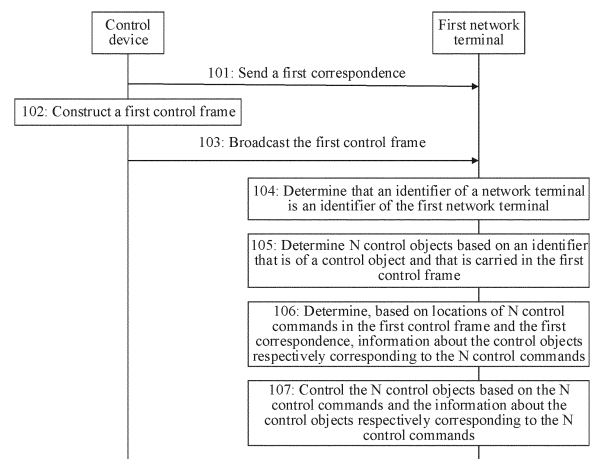 Control
device
First network
terminal
101: Send a first correspondence
102: Construct a first control frame
103: Broadcast the first control frame
104: Determine that an identifier of a network terminal
is an identifier of the first network terminal
105: Determine N control objects based on an identifier
that is of a control object and that is carried in the first
control frame
106: Determine, based on locations of N control
commands in the first control frame and the first
correspondence, information about the control objects
respectively corresponding to the N control commands
107: Control the N control objects based on the N
control commands and the information about the
control objects respectively corresponding to the N
control commands